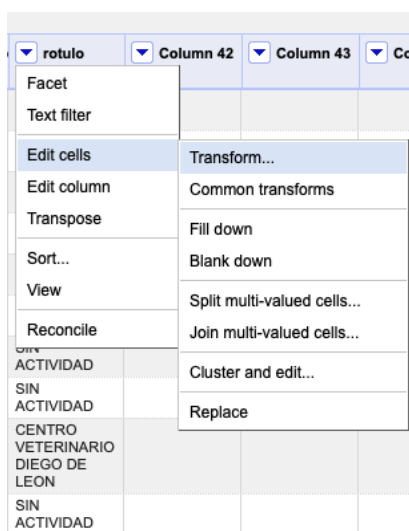 rotulo
Column 42
Column 43
Co
Facet
Text filter
Edit cells
Edit column
Transpose
Sort...
View
Reconcile
Transform...
Common transforms
Fill down
Blank down
Split multi-valued cells...
Join multi-valued cells...
Cluster and edit...
Replace
SIN
ACTIVIDAD
SIN
ACTIVIDAD
CENTRO
VETERINARIO
DIEGO DE
LEON
SIN
ACTIVIDAD